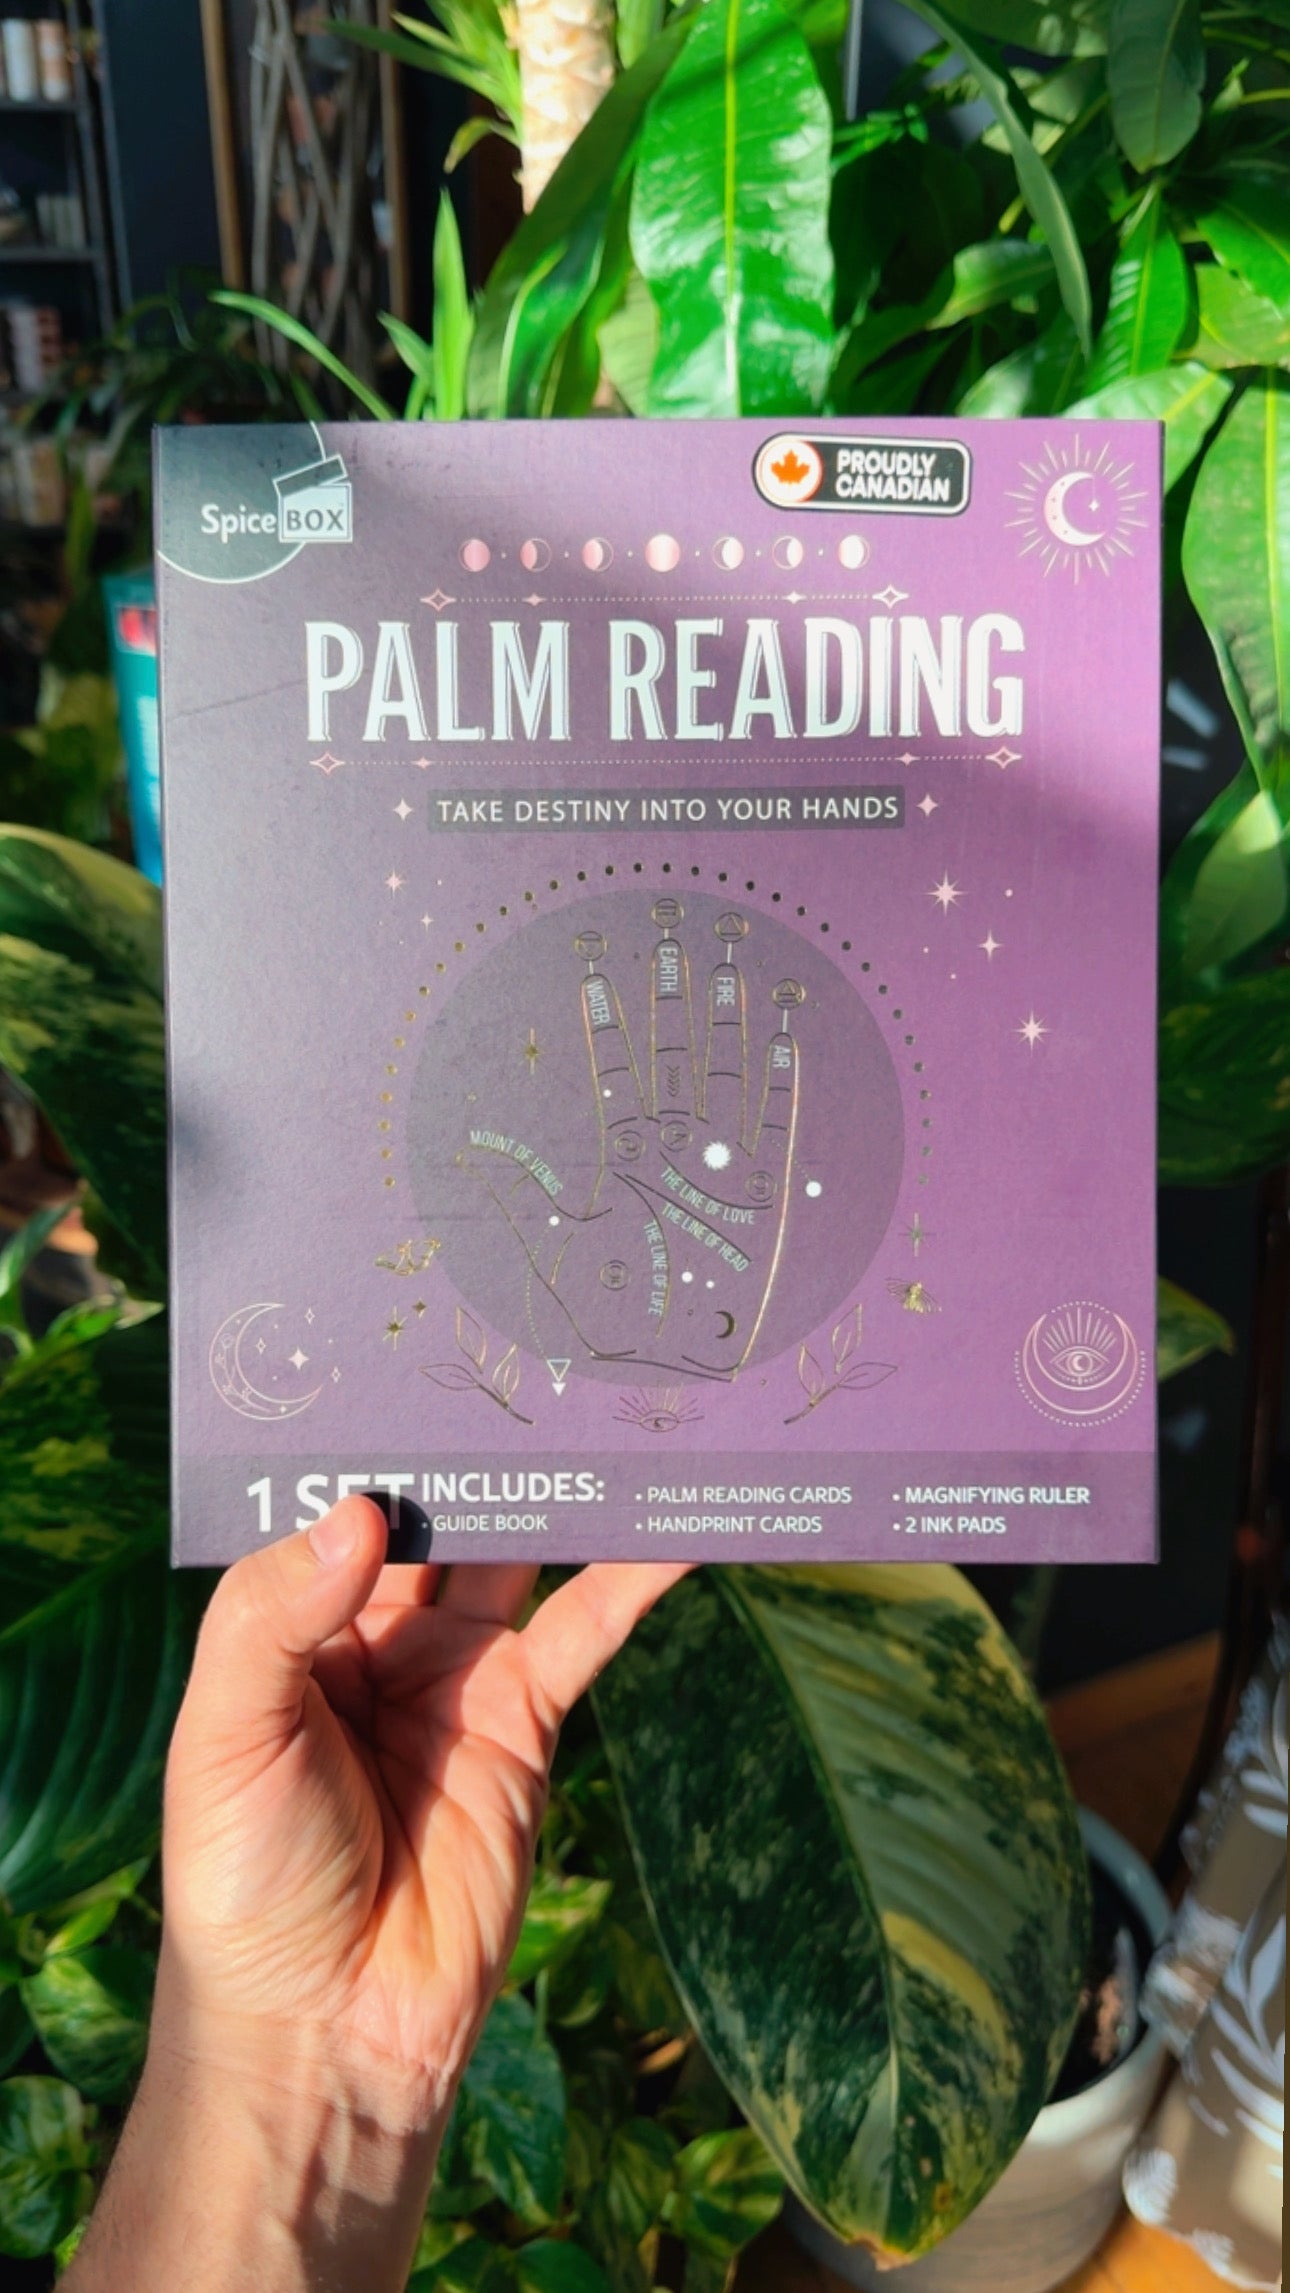 Spice BOX
PROUDLY
CANADIAN
PALM READING
TAKE DESTINY INTO YOUR HANDS
WATER
EARTH
FIRE
AIR
MOUNT OF VENUS
THE LINE OF LOVE
THE LINE OF HEAD
THE LINE OF LIFE
1 SET INCLUDES:
• GUIDE BOOK
• PALM READING CARDS
• HANDPRINT CARDS
• MAGNIFYING RULER
• 2 INK PADS